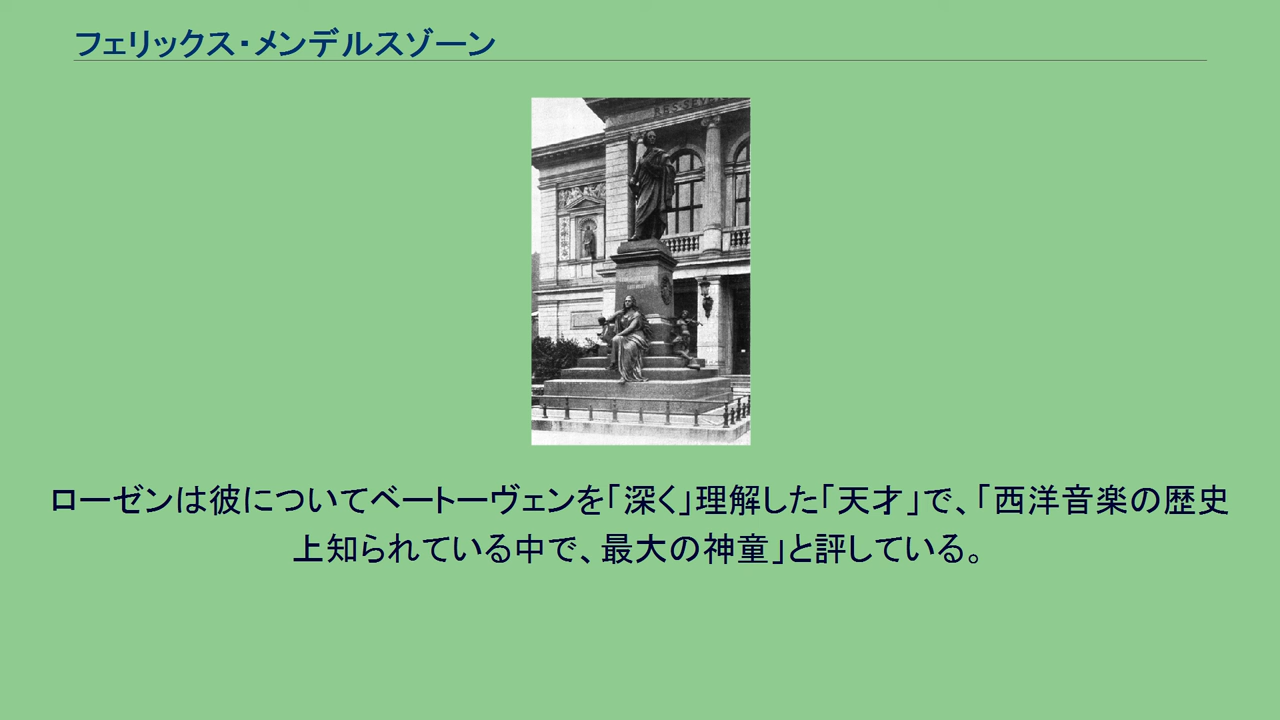 フェリックス・メンデルスゾーン
ローゼンは彼についてベートーヴェンを「深く」理解した「天才」で、「西洋音楽の歴史
上知られている中で、最大の神童」と評している。